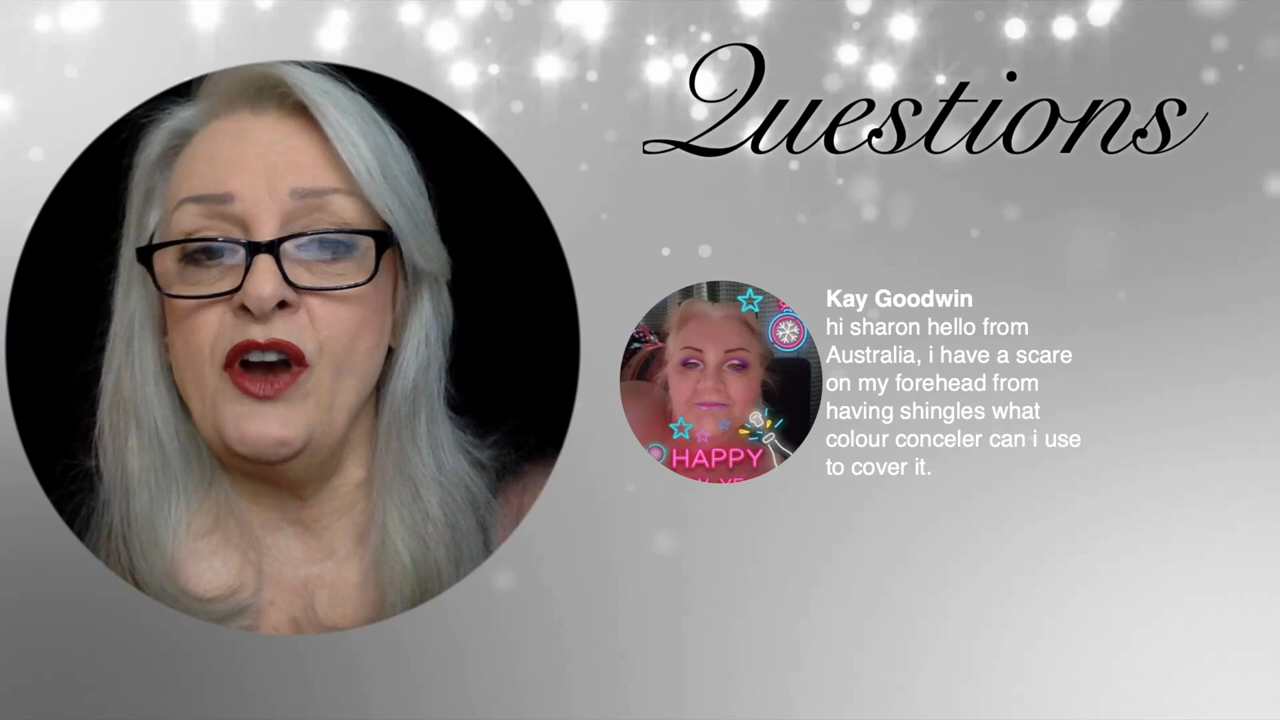 Questions
Kay Goodwin
hi sharon hello from
Australia, i have a scare
on my forehead from
having shingles what
colour conceler can i use
to cover it.
HAPPY